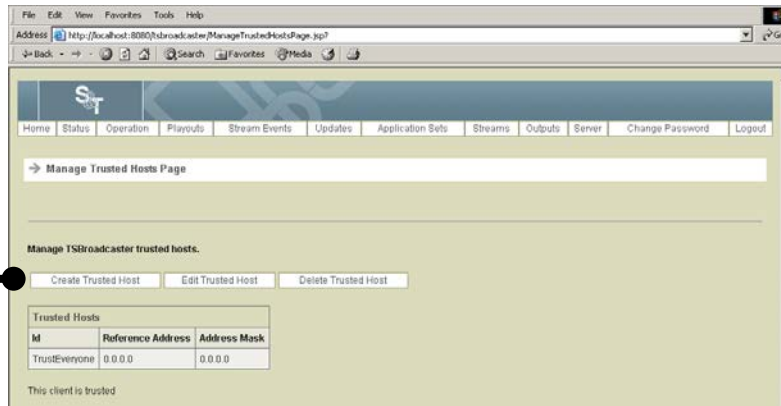 File Edit View Favorites Tools Help
Address http://localhost:8080/tsbroadcaster/ManageTrustedHostsPage.jsp?
Back Search Favorites Media
ST
Home Status Operation Playouts Stream Events Updates Application Sets Streams Outputs Server Change Password Logout
Manage Trusted Hosts Page
Manage TSBroadcaster trusted hosts.
Create Trusted Host Edit Trusted Host Delete Trusted Host
Trusted Hosts
Id Reference Address Address Mask
TrustEveryone 0.0.0.0 0.0.0.0
This client is trusted